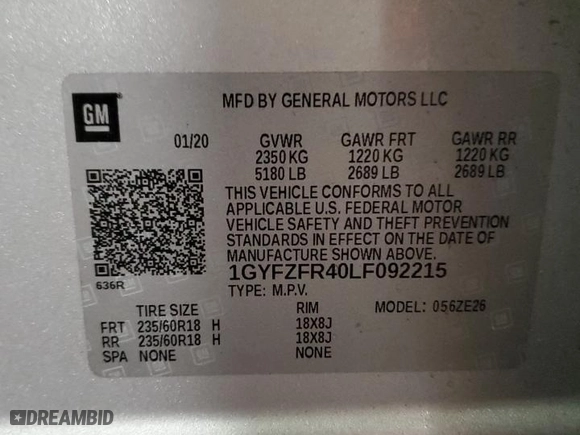 GM
MFD BY GENERAL MOTORS LLC
01/20 GVWR GAWR FRT GAWR RR
2350 KG 1220 KG 1220 KG
5180 LB 2689 LB 2689 LB
THIS VEHICLE CONFORMS TO ALL
APPLICABLE U.S. FEDERAL MOTOR
VEHICLE SAFETY AND THEFT PREVENTION
STANDARDS IN EFFECT ON THE DATE OF
MANUFACTURE SHOWN ABOVE.
1GYFZFR40LF092215
636R TYPE: M.P.V.
TIRE SIZE RIM MODEL: 056ZE26
FRT 235/60R18 H 18X8J
RR 235/60R18 H 18X8J
SPA NONE NONE
DREAMBID